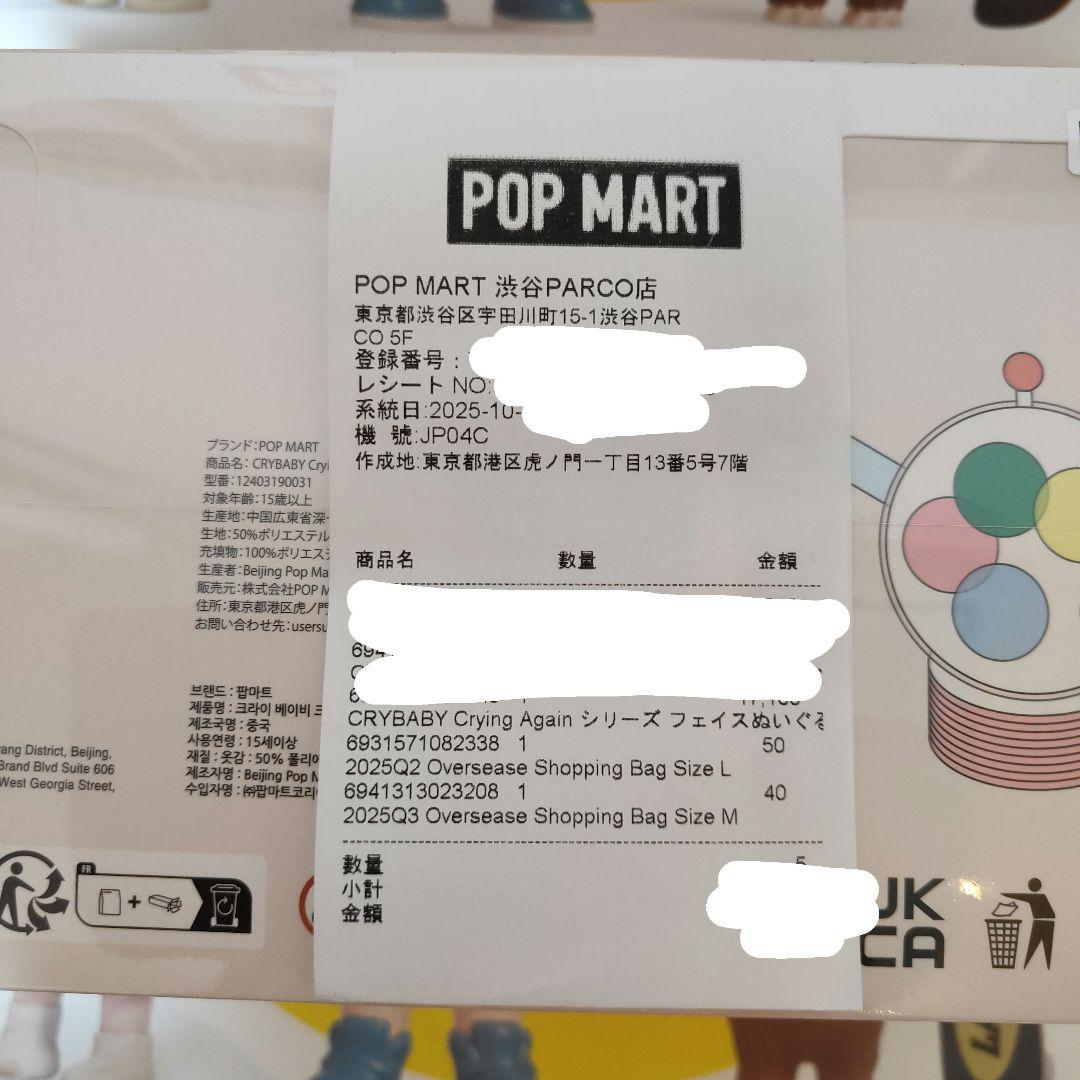 POP MART
POP MART 渋谷PARCO店
東京都渋谷区宇田川町15-1渋谷PAR
CO 5F
登録番号:
レシート NO:
系統日:2025-10-
機 號:JP04C
作成地:東京都港区虎ノ門一丁目13番5号7階
商品名 數量 金額
694
CRYBABY Crying Again シリーズ フェイスぬいぐる
6931571082338 1 50
2025Q2 Oversease Shopping Bag Size L
6941313023208 1 40
2025Q3 Oversease Shopping Bag Size M
數量 5
小計
金額
ブランド:POP MART
商品名: CRYBABY Cryi
型番:12403190031
対象年齢:15歳以上
生産地:中国広東省深
生地:50%ポリエステル
充填物:100%ポリエス
生産者:Beijing Pop Ma
販売元:株式会社POP M
住所:東京都港区虎ノ門
お問い合わせ先:usersu
브랜드 : 팝마트
제품명 : 크라이 베이비
제조국명 : 중국
사용연령 : 15세이상
재질 : 옷감 : 50% 폴리에
제조자명 : Beijing Pop M
수입자명 : ㈜팝마트코리
ang District, Beijing,
Brand Blvd Suite 606
West Georgia Street,
FR
UK
CA